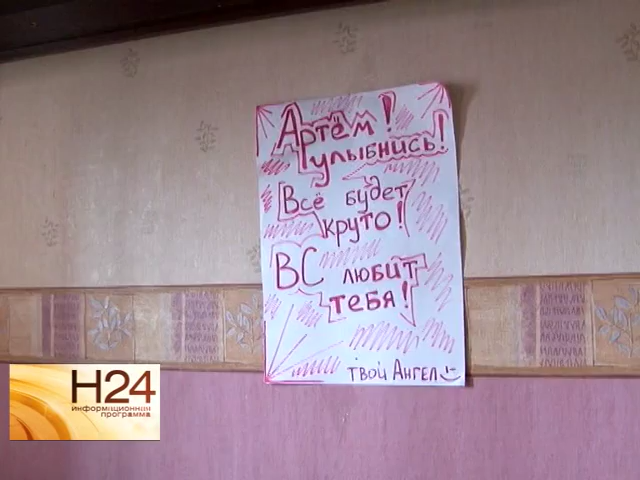 Артём!
улыбнись!
Всё будет
круто!
ВС любит
тебя!
твой Ангел
Н24
информационная
программа